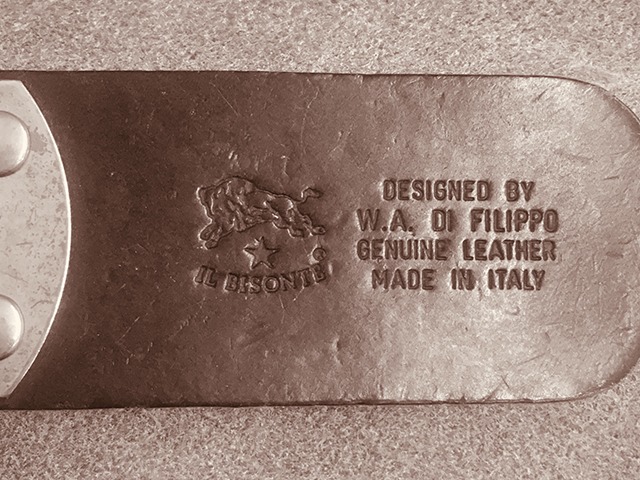 IL BISONTE®
DESIGNED BY
W.A. DI FILIPPO
GENUINE LEATHER
MADE IN ITALY